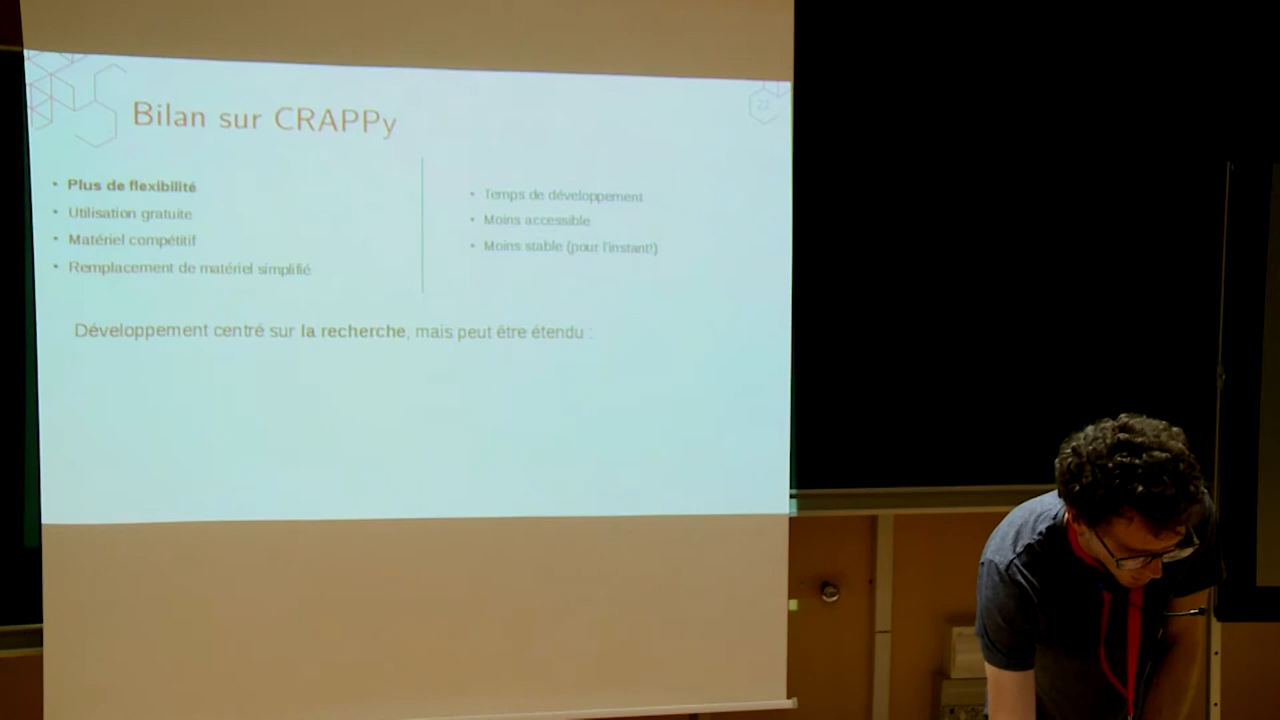 Bilan sur CRAPPy
22
• Plus de flexibilité
• Utilisation gratuite
• Matériel compétitif
• Remplacement de matériel simplifié
• Temps de développement
• Moins accessible
• Moins stable (pour l'instant!)
Développement centré sur la recherche, mais peut être étendu :